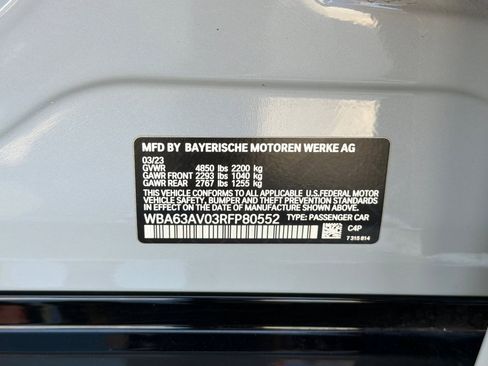 MFD BY BAYERISCHE MOTOREN WERKE AG
03/23
GVWR 4850 lbs 2200 kg
GAWR FRONT 2293 lbs 1040 kg
GAWR REAR 2767 lbs 1255 kg
THIS VEHICLE CONFORMS TO ALL APPLICABLE U.S.FEDERAL MOTOR
VEHICLE SAFETY, BUMPER, AND THEFT PREVENTION STANDARDS IN
EFFECT ON THE DATE OF MANUFACTURE SHOWN ABOVE.
WBA63AV03RFP80552 TYPE: PASSENGER CAR
C4P
7 315 814